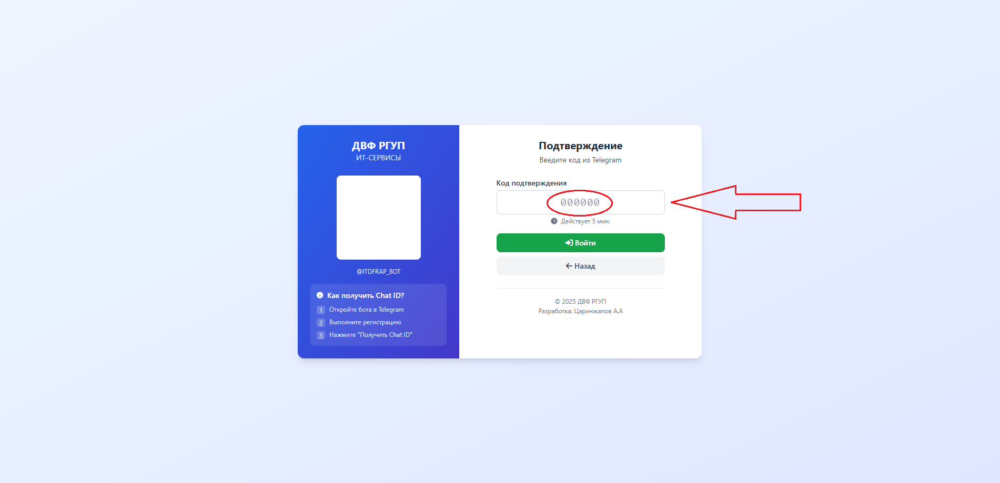 ДВФ РГУП
ИТ-СЕРВИСЫ
@ITDFRAP_BOT
Как получить Chat ID?
1 Откройте бота в Telegram
2 Выполните регистрацию
3 Нажмите "Получить Chat ID"
Подтверждение
Введите код из Telegram
Код подтверждения
000000
Действует 5 мин.
Войти
Назад
© 2025 ДВФ РГУП
Разработка: Царинжапов А.А